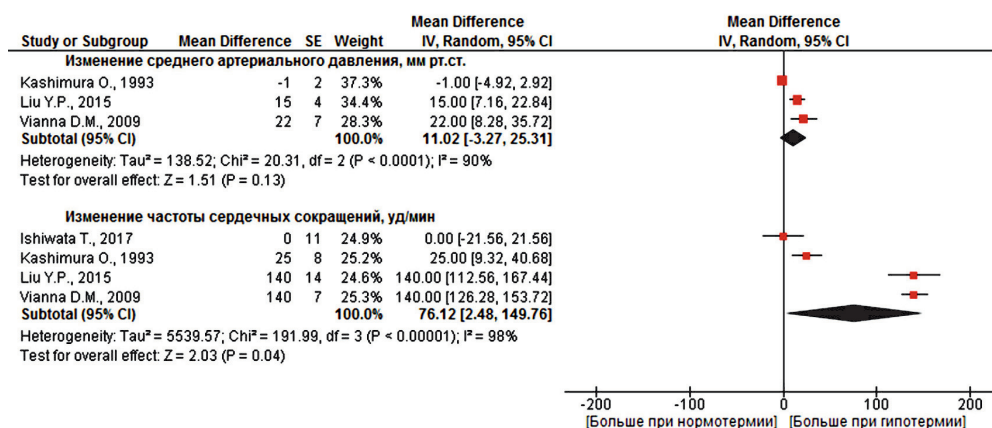 Mean Difference Mean Difference
Study or Subgroup Mean Difference SE Weight IV, Random, 95% CI IV, Random, 95% CI
Изменение среднего артериального давления, мм рт.ст.
Kashimura O., 1993 -1 2 37.3% -1.00 [-4.92, 2.92]
Liu Y.P., 2015 15 4 34.4% 15.00 [7.16, 22.84]
Vianna D.M., 2009 22 7 28.3% 22.00 [8.28, 35.72]
Subtotal (95% CI) 100.0% 11.02 [-3.27, 25.31]
Heterogeneity: Tau² = 138.52; Chi² = 20.31, df = 2 (P < 0.0001); I² = 90%
Test for overall effect: Z = 1.51 (P = 0.13)
Изменение частоты сердечных сокращений, уд/мин
Ishiwata T., 2017 0 11 24.9% 0.00 [-21.56, 21.56]
Kashimura O., 1993 25 8 25.2% 25.00 [9.32, 40.68]
Liu Y.P., 2015 140 14 24.6% 140.00 [112.56, 167.44]
Vianna D.M., 2009 140 7 25.3% 140.00 [126.28, 153.72]
Subtotal (95% CI) 100.0% 76.12 [2.48, 149.76]
Heterogeneity: Tau² = 5539.57; Chi² = 191.99, df = 3 (P < 0.00001); I² = 98%
Test for overall effect: Z = 2.03 (P = 0.04)
-200 -100 0 100 200
[Больше при нормотермии] [Больше при гипотермии]